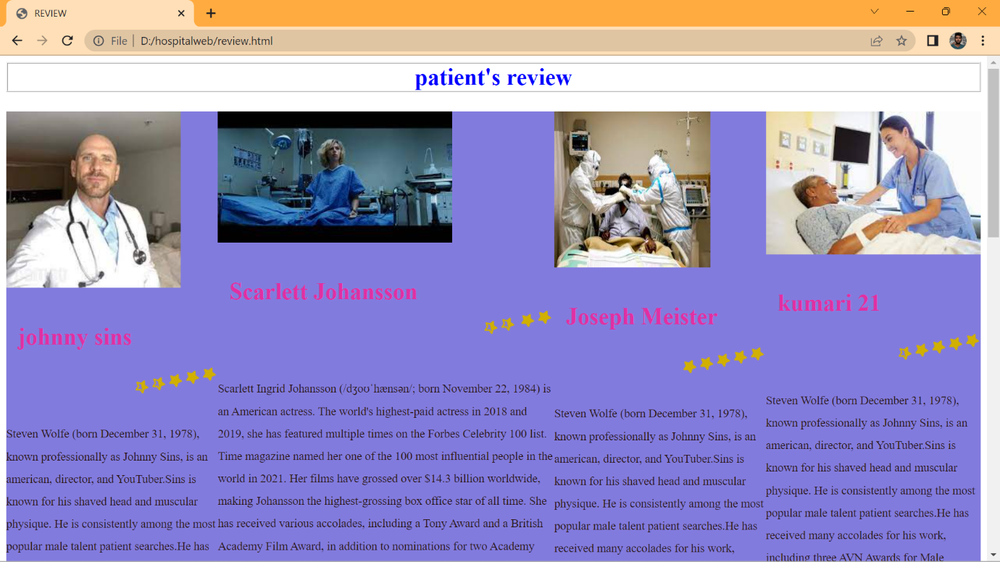 REVIEW
File
D:/hospitalweb/review.html
patient's review
johnny sins
Steven Wolfe (born December 31, 1978),
known professionally as Johnny Sins, is an
american, director, and YouTuber.Sins is
known for his shaved head and muscular
physique. He is consistently among the most
popular male talent patient searches.He has
Scarlett Johansson
Scarlett Ingrid Johansson (/dʒoʊˈhænsən/; born November 22, 1984) is
an American actress. The world's highest-paid actress in 2018 and
2019, she has featured multiple times on the Forbes Celebrity 100 list.
Time magazine named her one of the 100 most influential people in the
world in 2021. Her films have grossed over $14.3 billion worldwide,
making Johansson the highest-grossing box office star of all time. She
has received various accolades, including a Tony Award and a British
Academy Film Award, in addition to nominations for two Academy
Joseph Meister
Steven Wolfe (born December 31, 1978),
known professionally as Johnny Sins, is an
american, director, and YouTuber.Sins is
known for his shaved head and muscular
physique. He is consistently among the most
popular male talent patient searches.He has
received many accolades for his work,
kumari 21
Steven Wolfe (born December 31, 1978),
known professionally as Johnny Sins, is an
american, director, and YouTuber.Sins is
known for his shaved head and muscular
physique. He is consistently among the most
popular male talent patient searches.He has
received many accolades for his work,
including three AVN Awards for Male